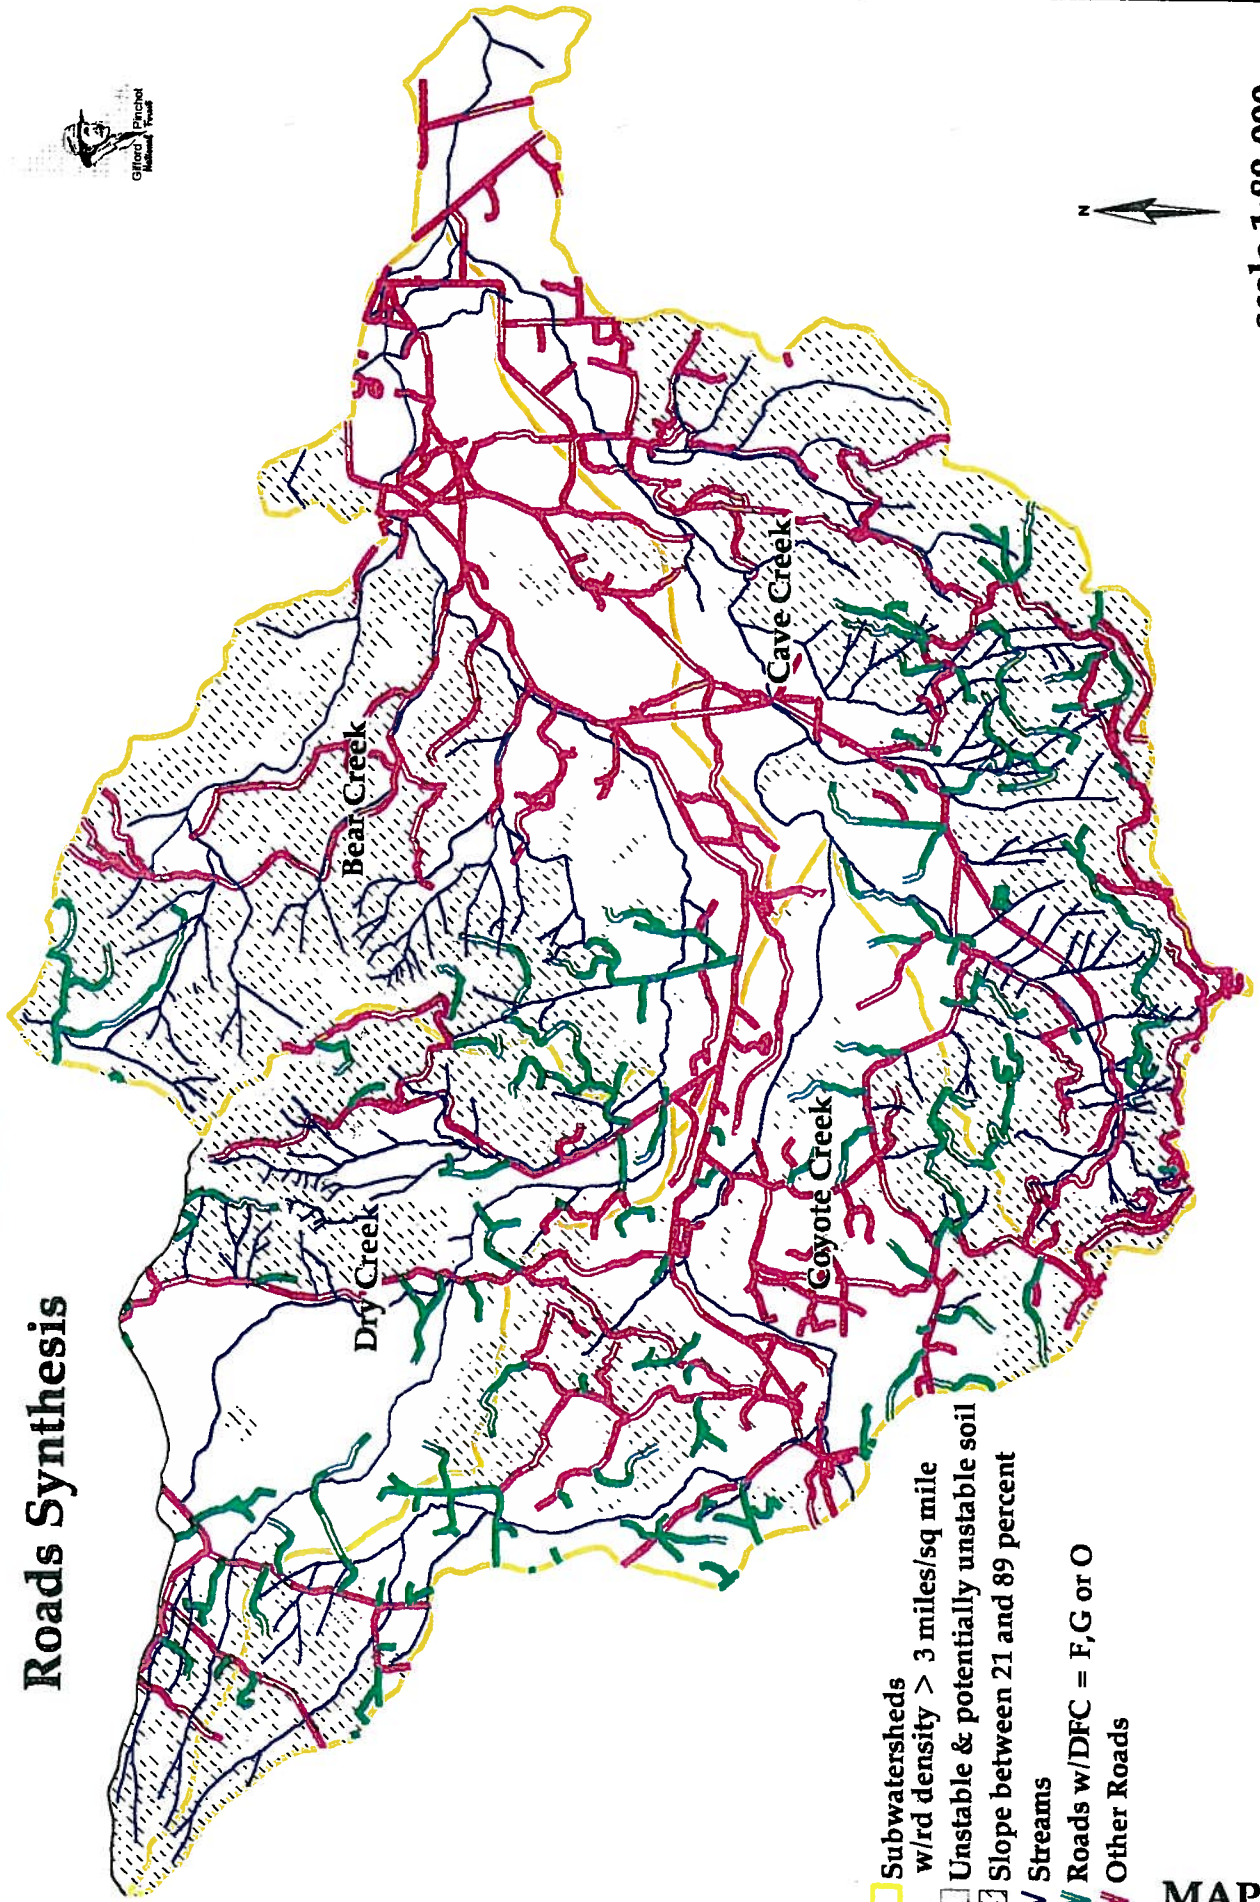 Roads Synthesis
Gifford Pinchot
National Forest
N
Bear Creek
Cave Creek
Dry Creek
Coyote Creek
Subwatersheds
w/rd density > 3 miles/sq mile
Unstable & potentially unstable soil
Slope between 21 and 89 percent
Streams
Roads w/DFC = F,G or O
Other Roads